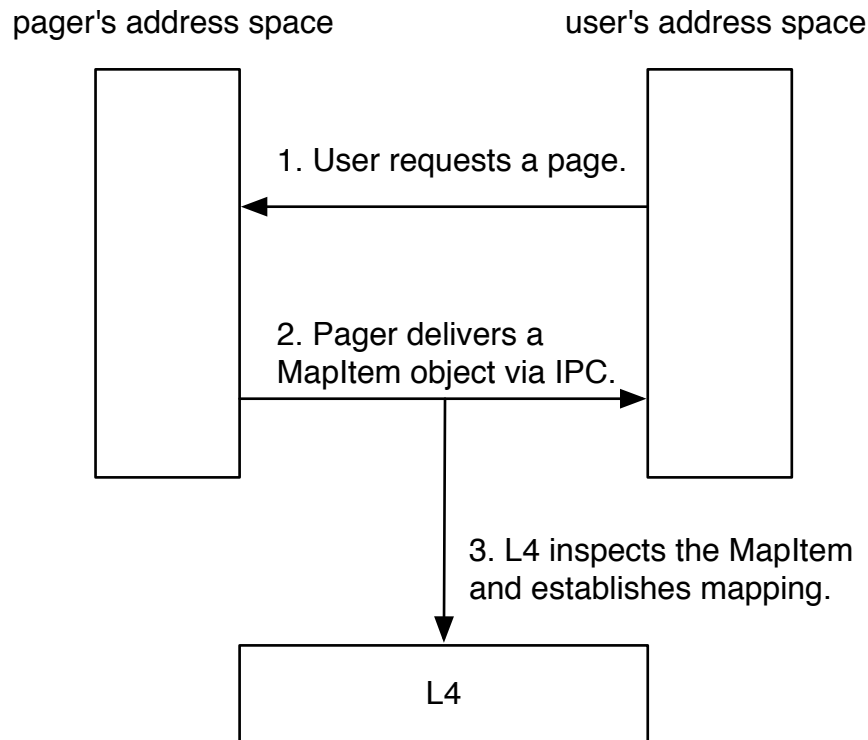 pager's address space
user's address space
1. User requests a page.
2. Pager delivers a
MapItem object via IPC.
3. L4 inspects the MapItem
and establishes mapping.
L4